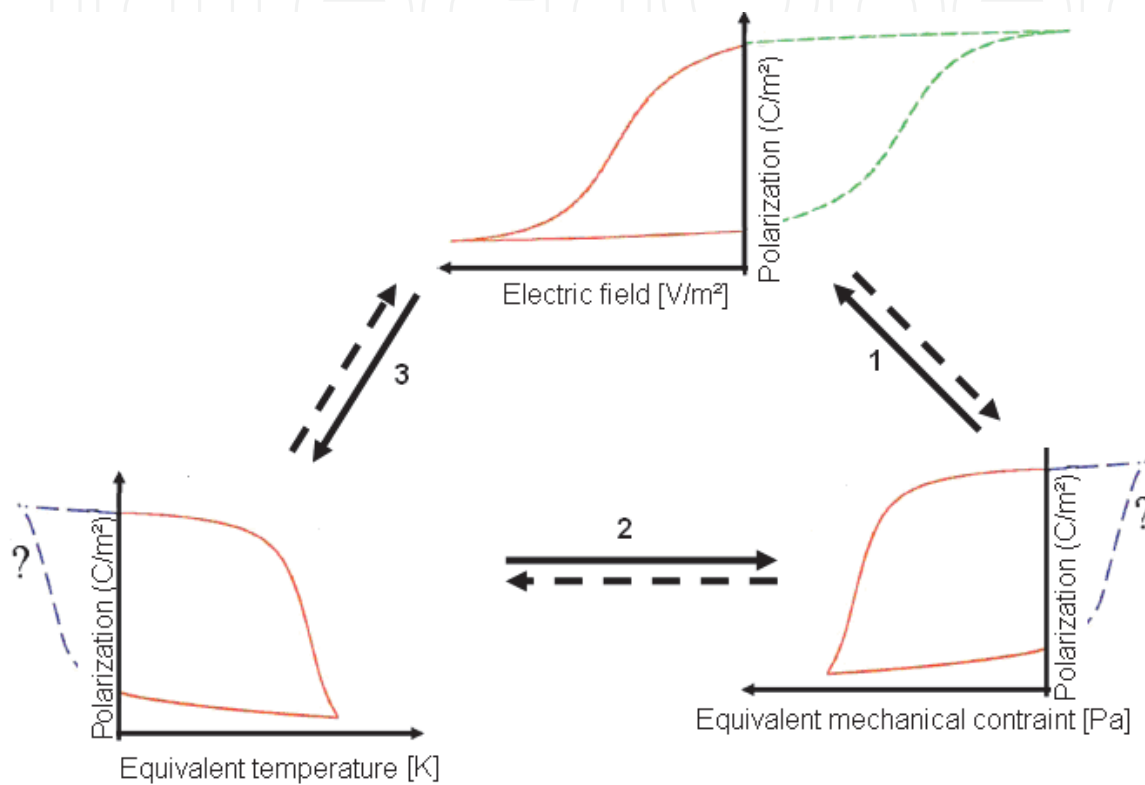 Polarization (C/m²)
Electric field [V/m²]
3
1
2
?
Polarization (C/m²)
Equivalent temperature [K]
?
Polarization (C/m²)
Equivalent mechanical contraint [Pa]